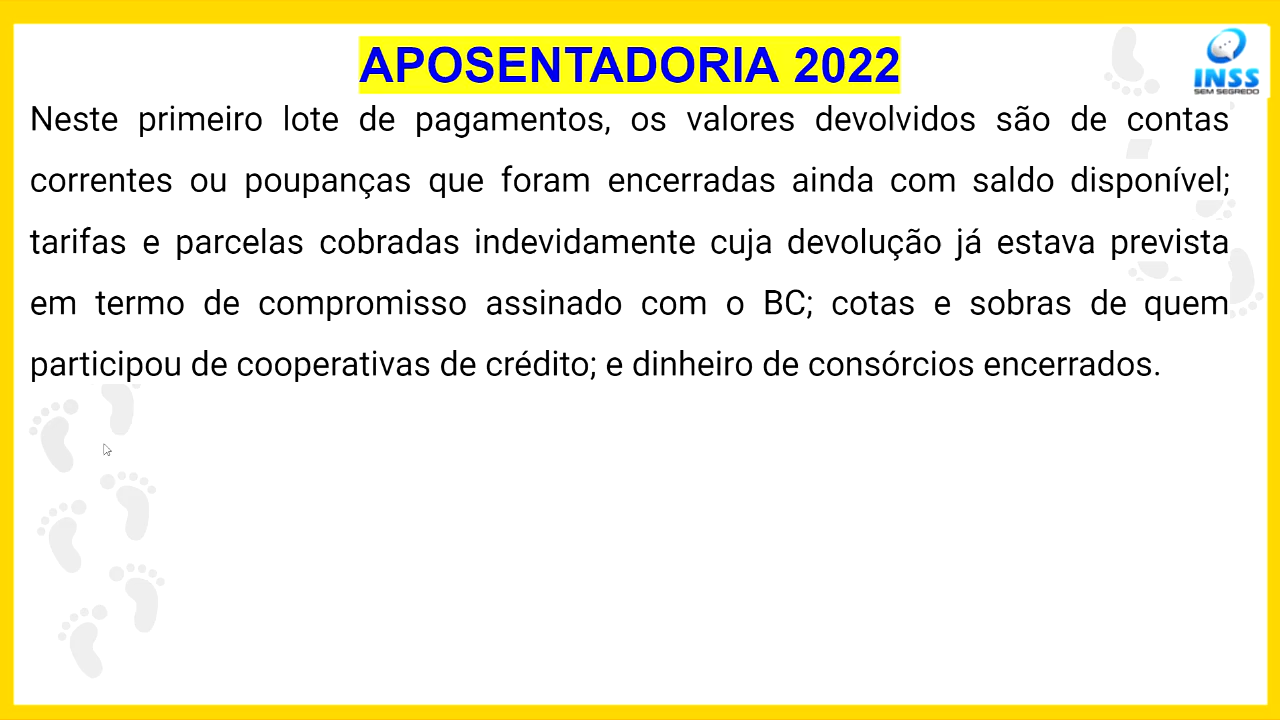 APOSENTADORIA 2022
INSS
SEM SEGREDO
Neste primeiro lote de pagamentos, os valores devolvidos são de contas
correntes ou poupanças que foram encerradas ainda com saldo disponível;
tarifas e parcelas cobradas indevidamente cuja devolução já estava prevista
em termo de compromisso assinado com o BC; cotas e sobras de quem
participou de cooperativas de crédito; e dinheiro de consórcios encerrados.